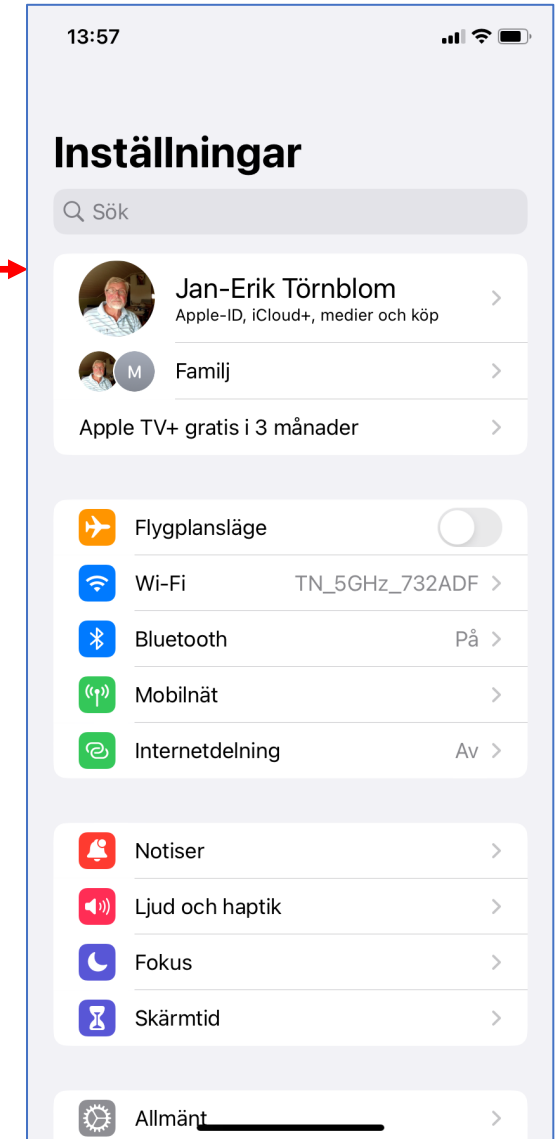 13:57
Inställningar
Sök
Jan-Erik Törnblom
Apple-ID, iCloud+, medier och köp
M Familj
Apple TV+ gratis i 3 månader
Flygplansläge
Wi-Fi TN_5GHz_732ADF
Bluetooth På
Mobilnät
Internetdelning Av
Notiser
Ljud och haptik
Fokus
Skärmtid
Allmänt